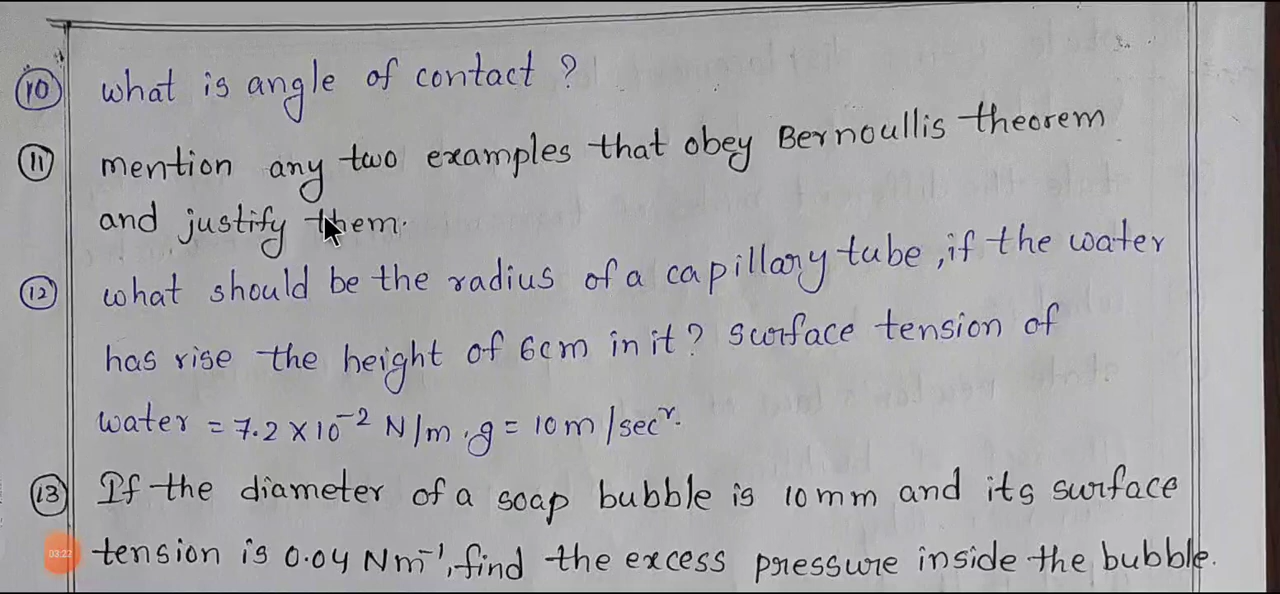 10 what is angle of contact ?
11 mention any two examples that obey Bernoullis theorem
and justify them.
12 what should be the radius of a capillary tube, if the water
has rise the height of 6cm in it? surface tension of
water = 7.2 × 10⁻² N/m . g = 10 m/secʳ.
13 If the diameter of a soap bubble is 10 mm and its surface
tension is 0.04 Nm⁻¹, find the excess pressure inside the bubble.
03:27